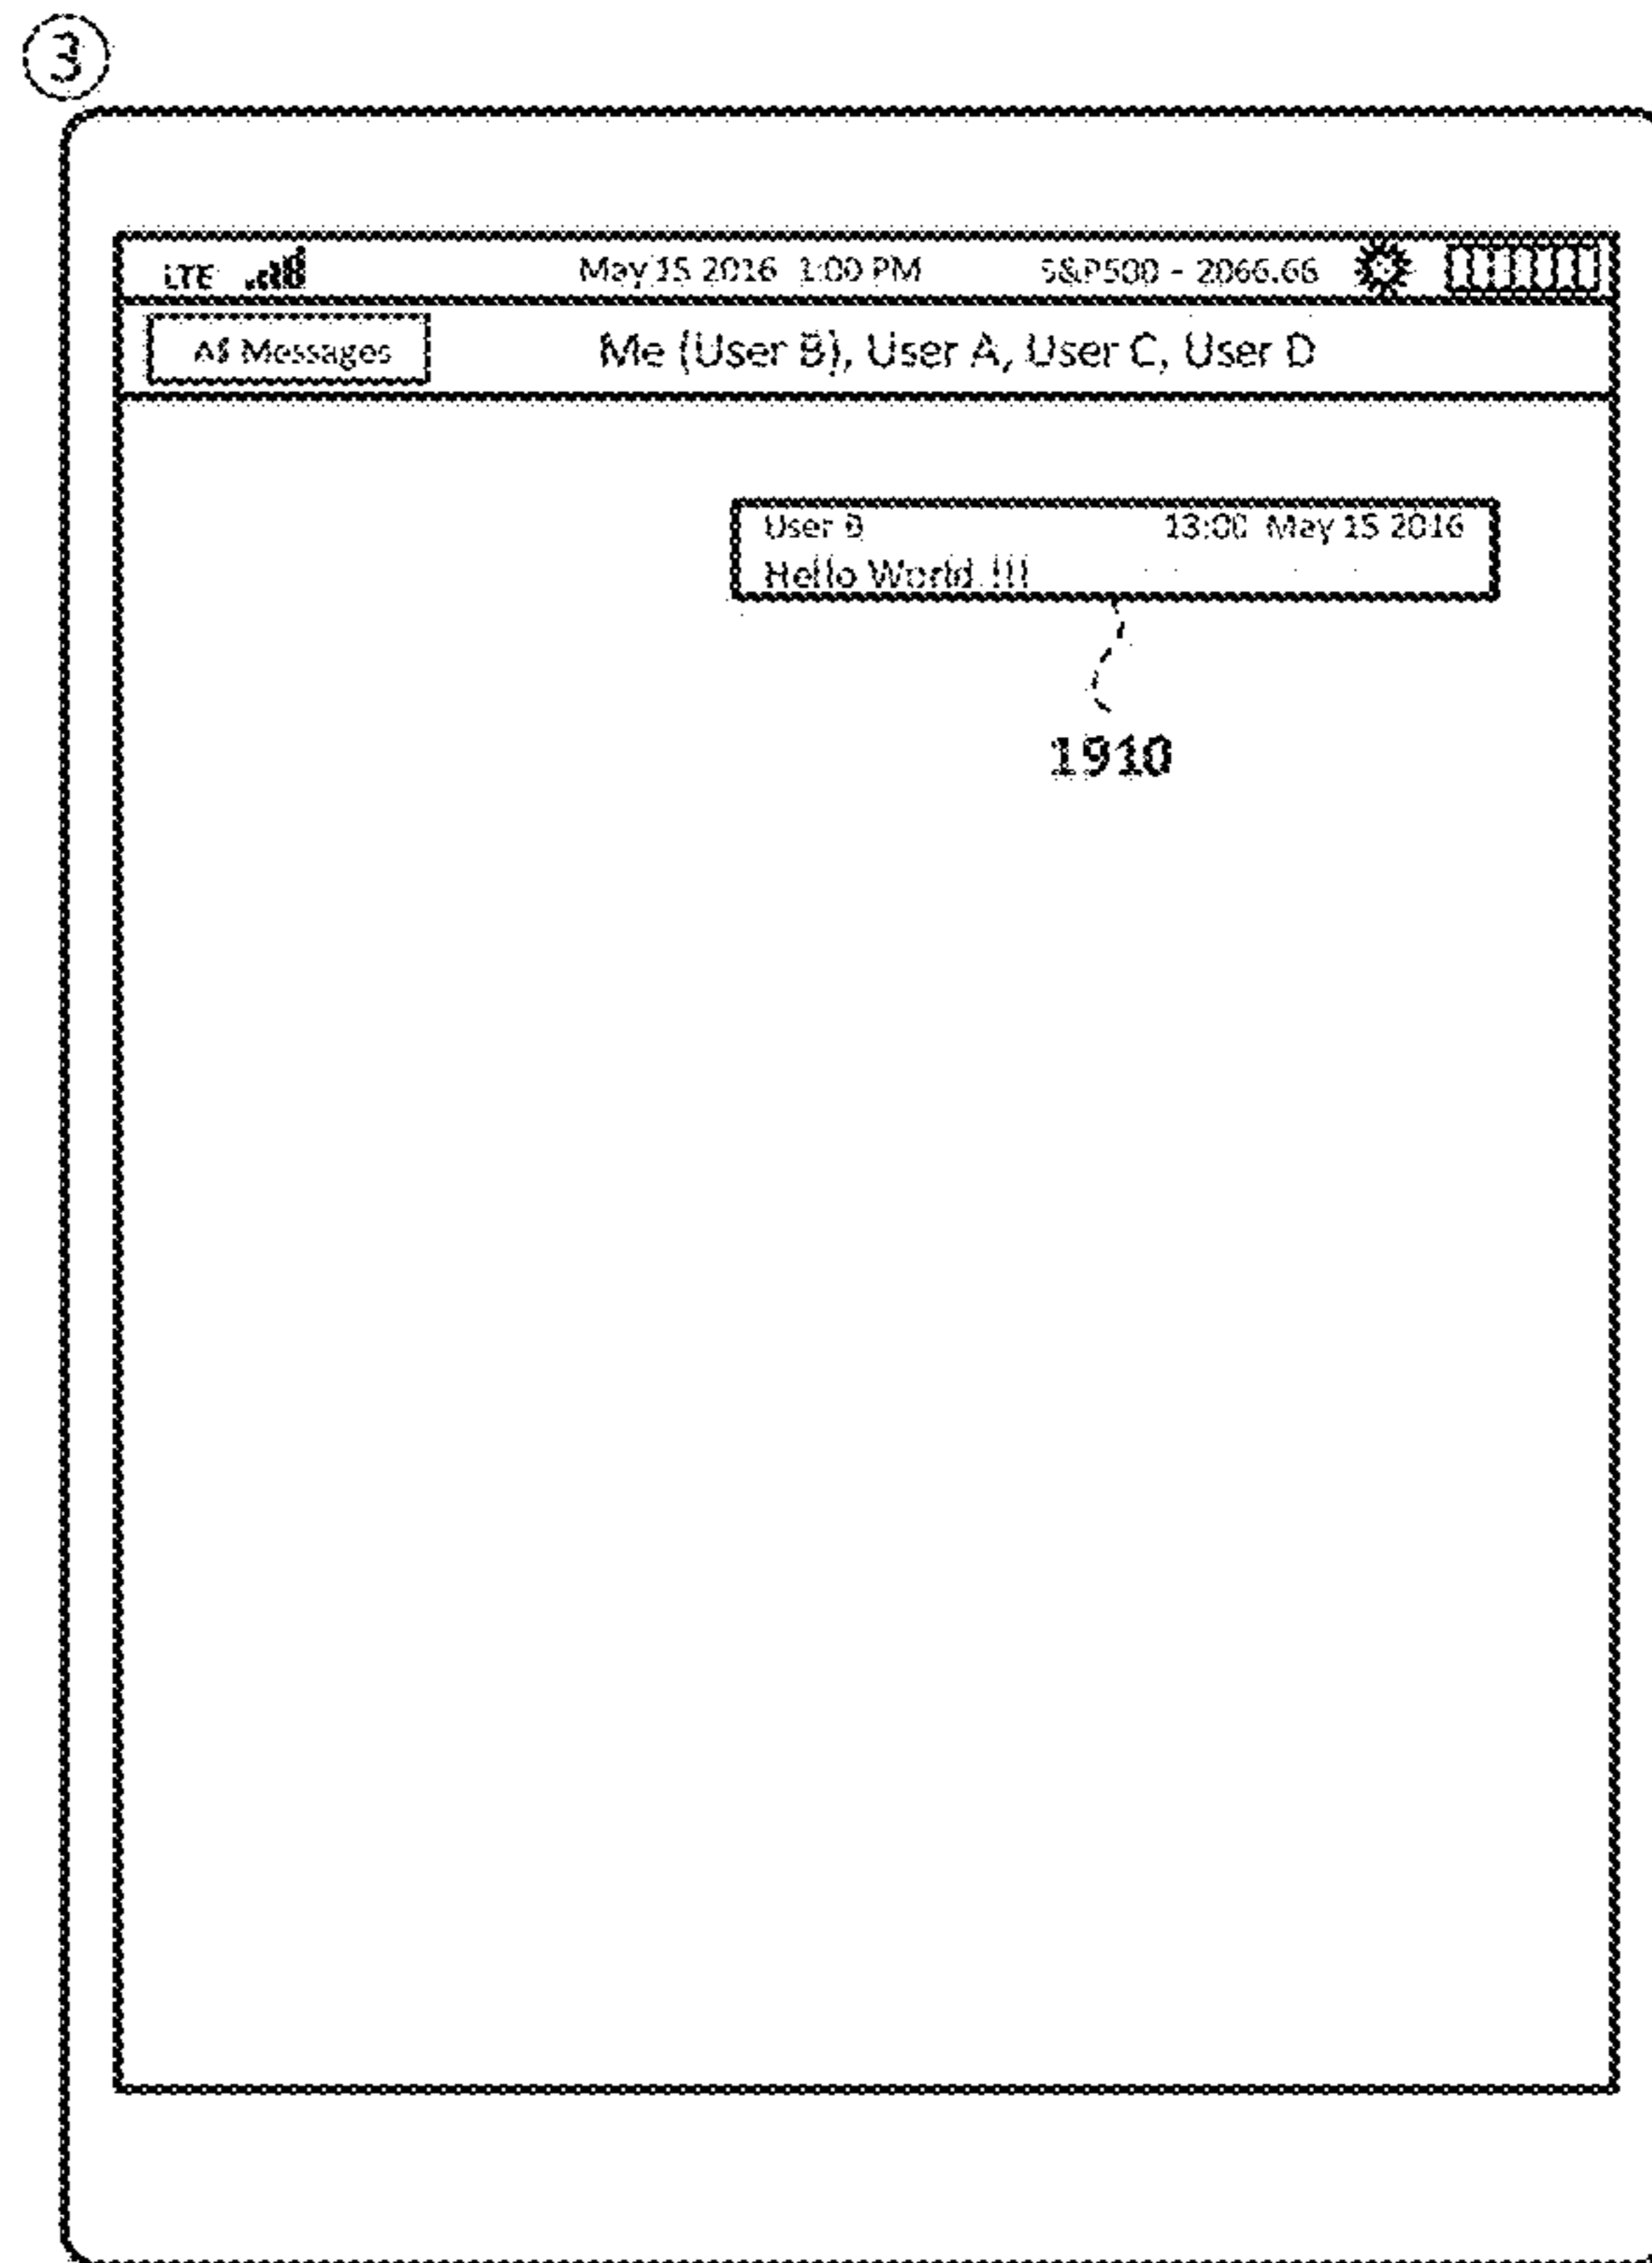 3
LTE May 15 2016 1:00 PM S&P500 - 2066.66
All Messages Me (User B), User A, User C, User D
User B 13:00 May 15 2016
Hello World !!!
1910